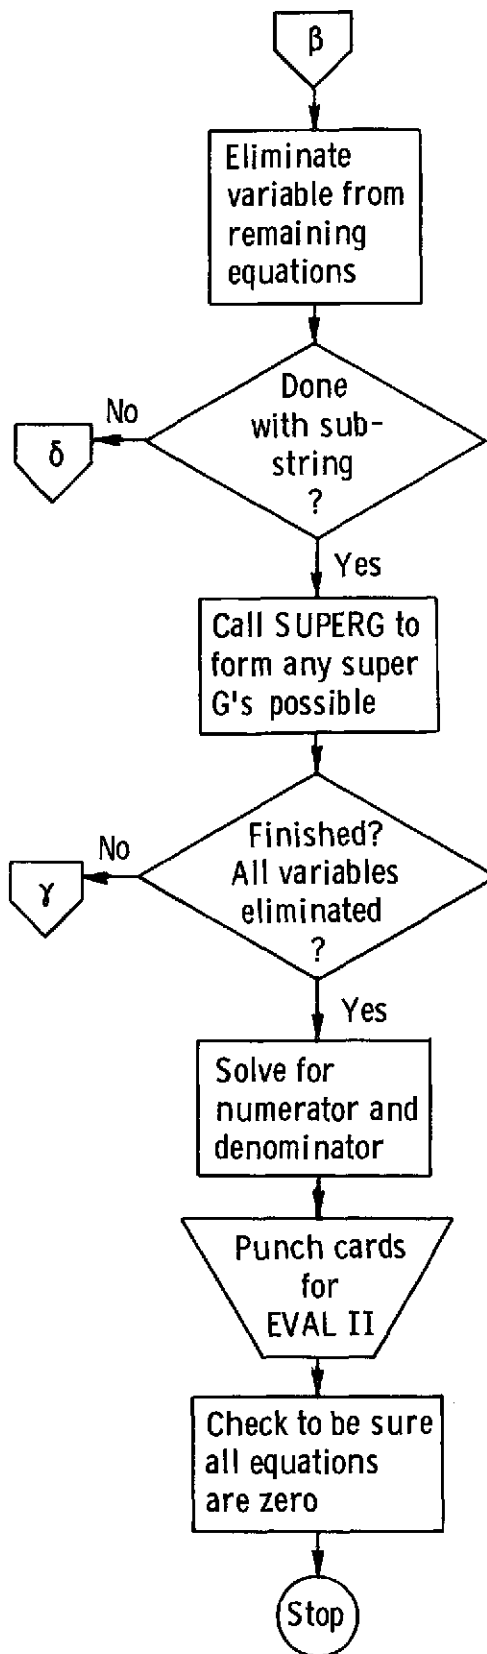 β
Eliminate
variable from
remaining
equations
Done
with sub-
string
?
No
δ
Yes
Call SUPERG to
form any super
G's possible
Finished?
All variables
eliminated
?
No
γ
Yes
Solve for
numerator and
denominator
Punch cards
for
EVAL II
Check to be sure
all equations
are zero
Stop